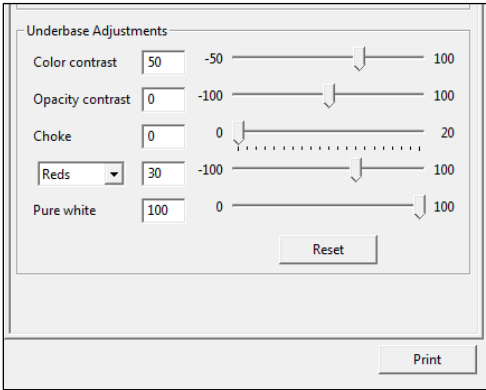 Underbase Adjustments
Color contrast 50 -50 100
Opacity contrast 0 -100 100
Choke 0 0 20
Reds 30 -100 100
Pure white 100 0 100
Reset
Print